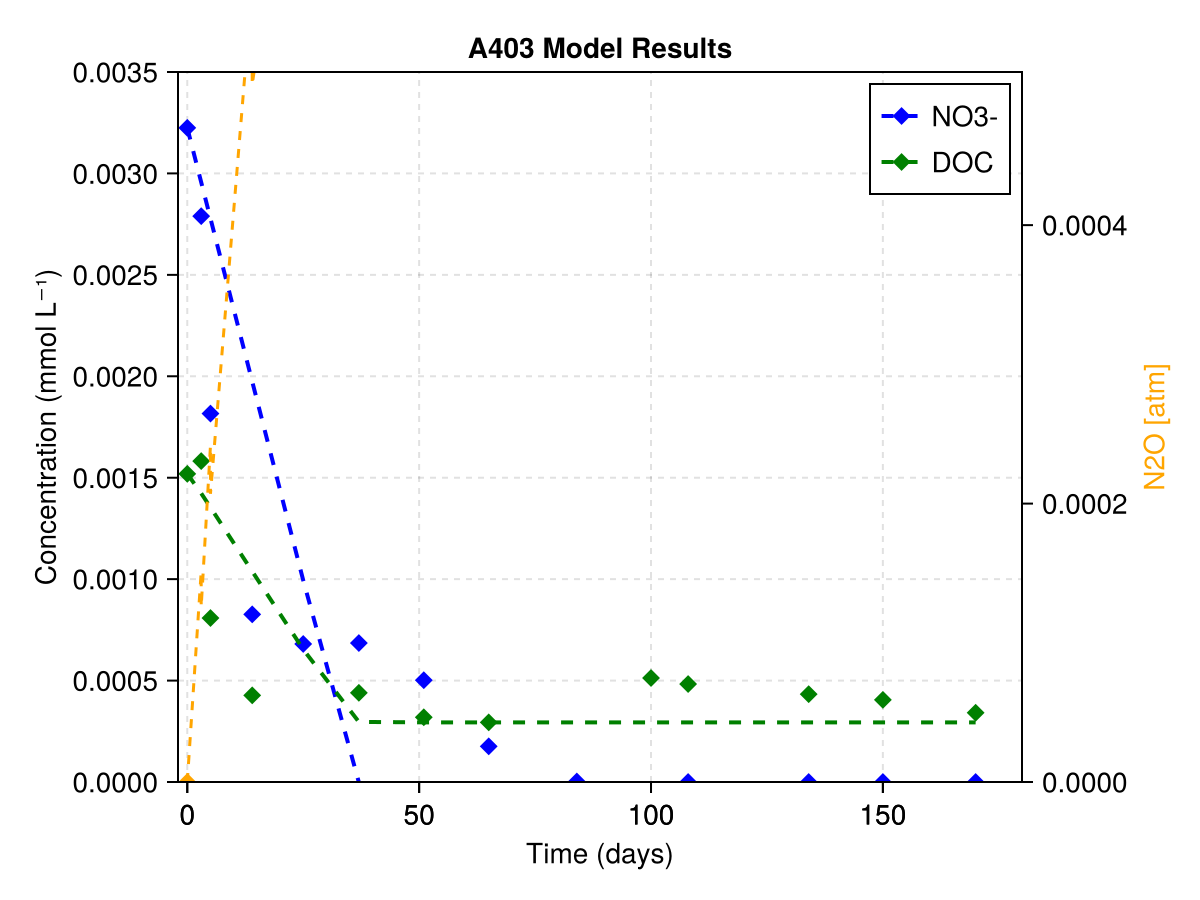 A403 Model Results
0.0035
0.0030
0.0025
0.0020
0.0015
0.0010
0.0005
0.0000
Concentration (mmol L⁻¹)
NO3-
DOC
0.0004
0.0002
0.0000
N2O [atm]
0 50 100 150
Time (days)